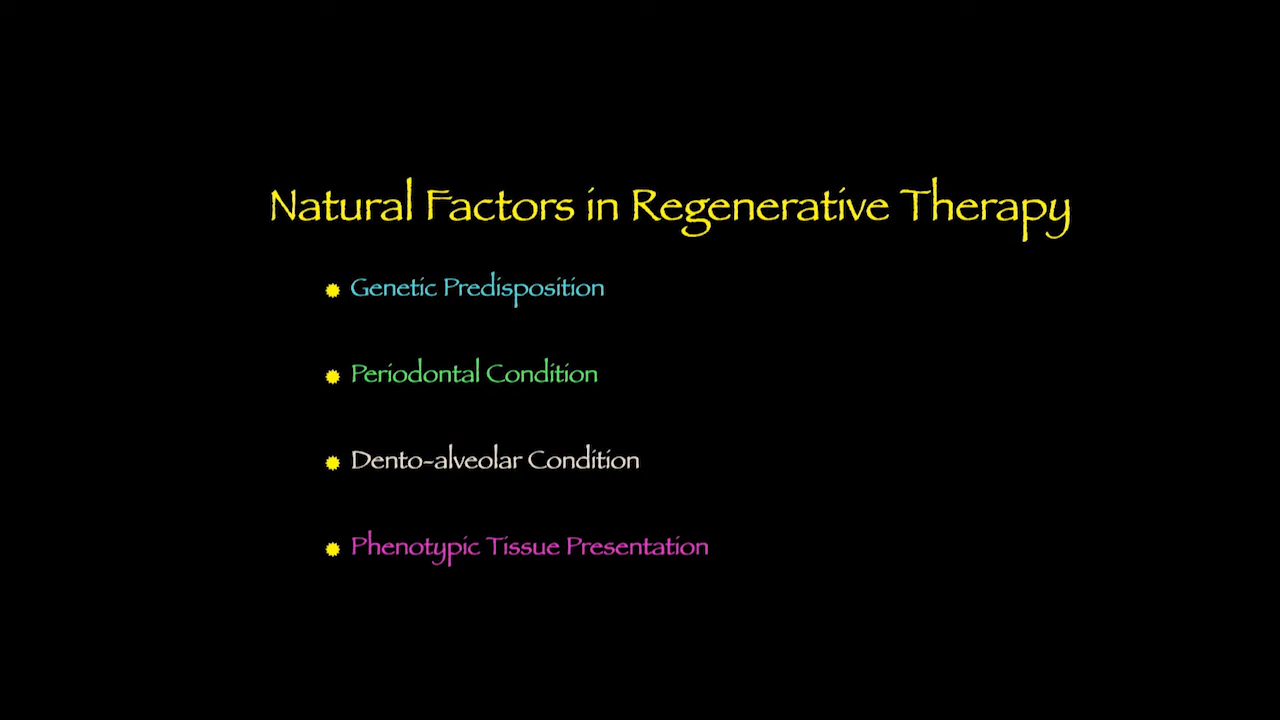 Natural Factors in Regenerative Therapy
Genetic Predisposition
Periodontal Condition
Dento-alveolar Condition
Phenotypic Tissue Presentation